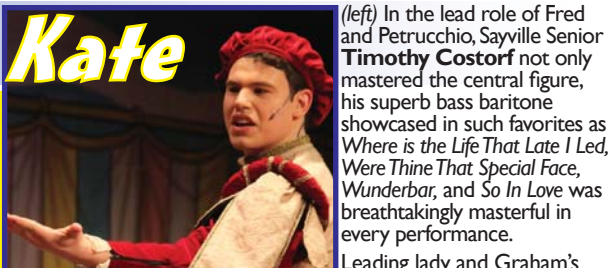 Kate
(left) In the lead role of Fred
and Petrucchio, Sayville Senior
Timothy Costorf not only
mastered the central figure,
his superb bass baritone
showcased in such favorites as
Where is the Life That Late I Led,
Were Thine That Special Face,
Wunderbar, and So In Love was
breathtakingly masterful in
every performance.
Leading lady and Graham's